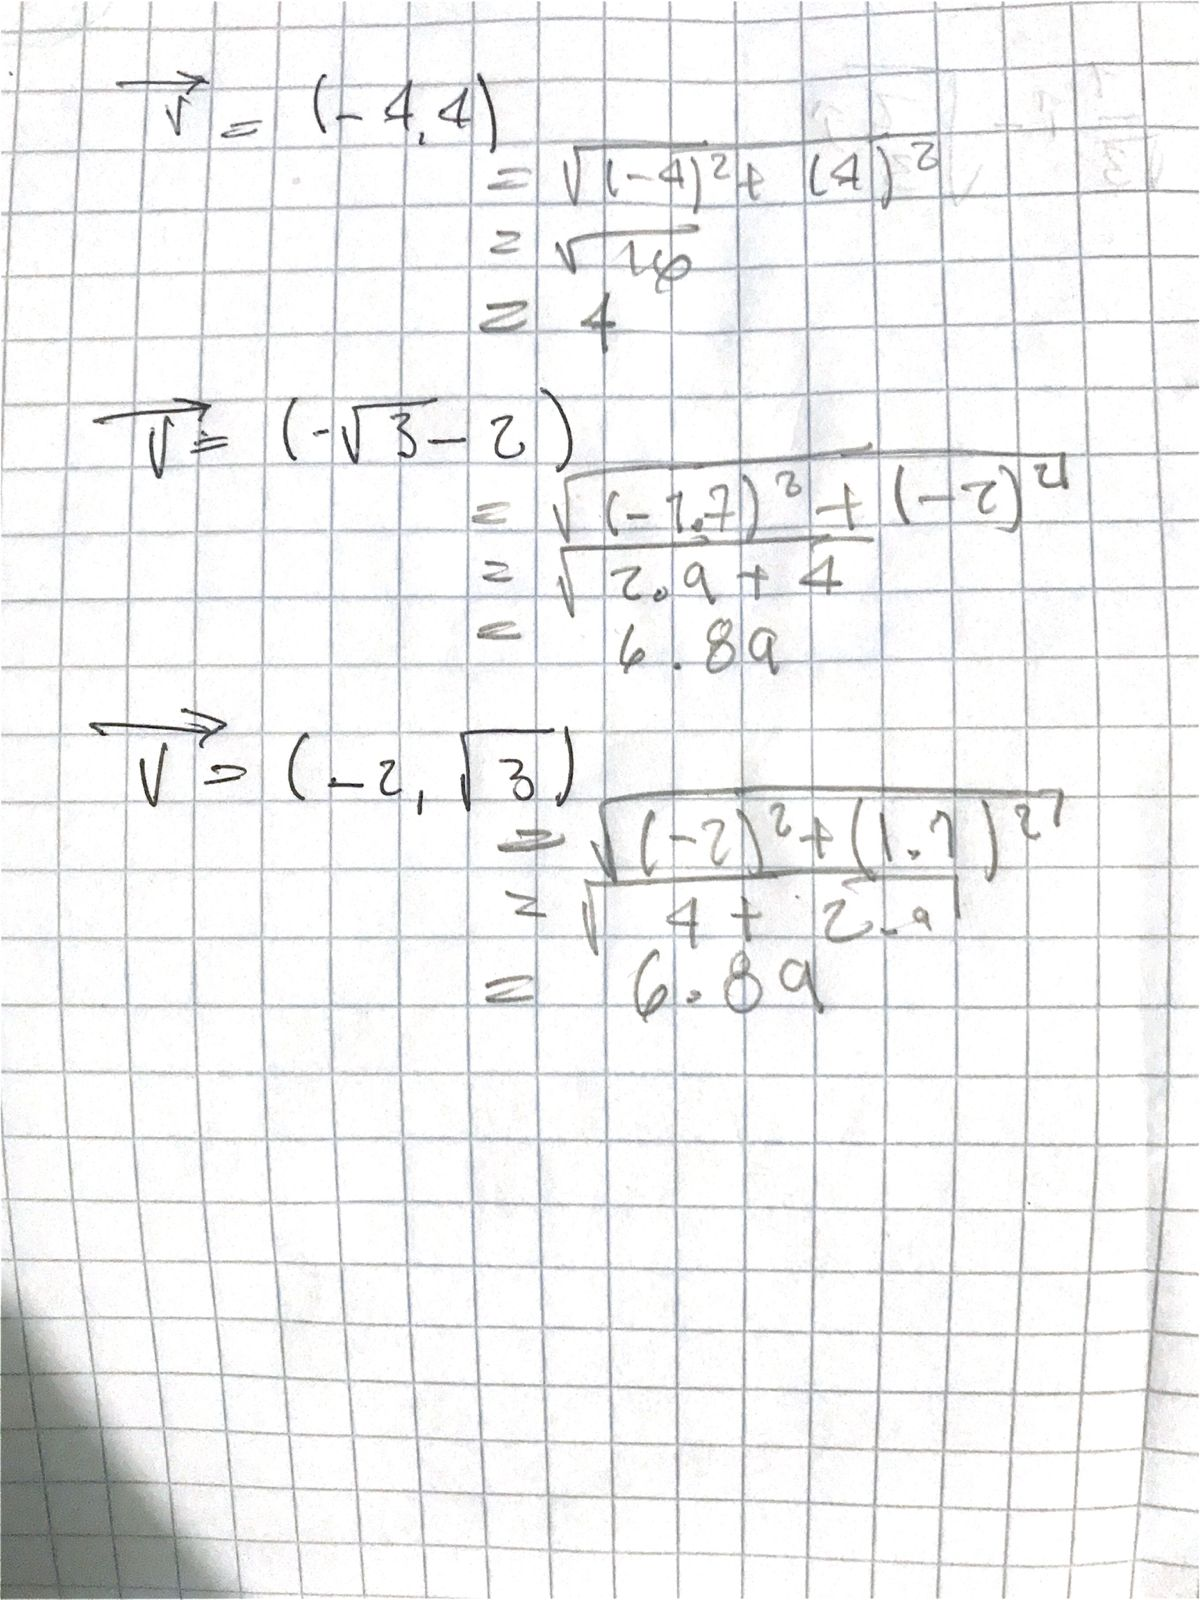 →
v = (-4,4)
= √(-4)² + (4)²
= √16
= 4
→
v = (-√3 - 2)
= √(-1.7)² + (-2)²
= √2.9 + 4
= 6.89
→
v = (-2, √3)
= √(-2)² + (1.7)²
= √4 + 2.9
= 6.89